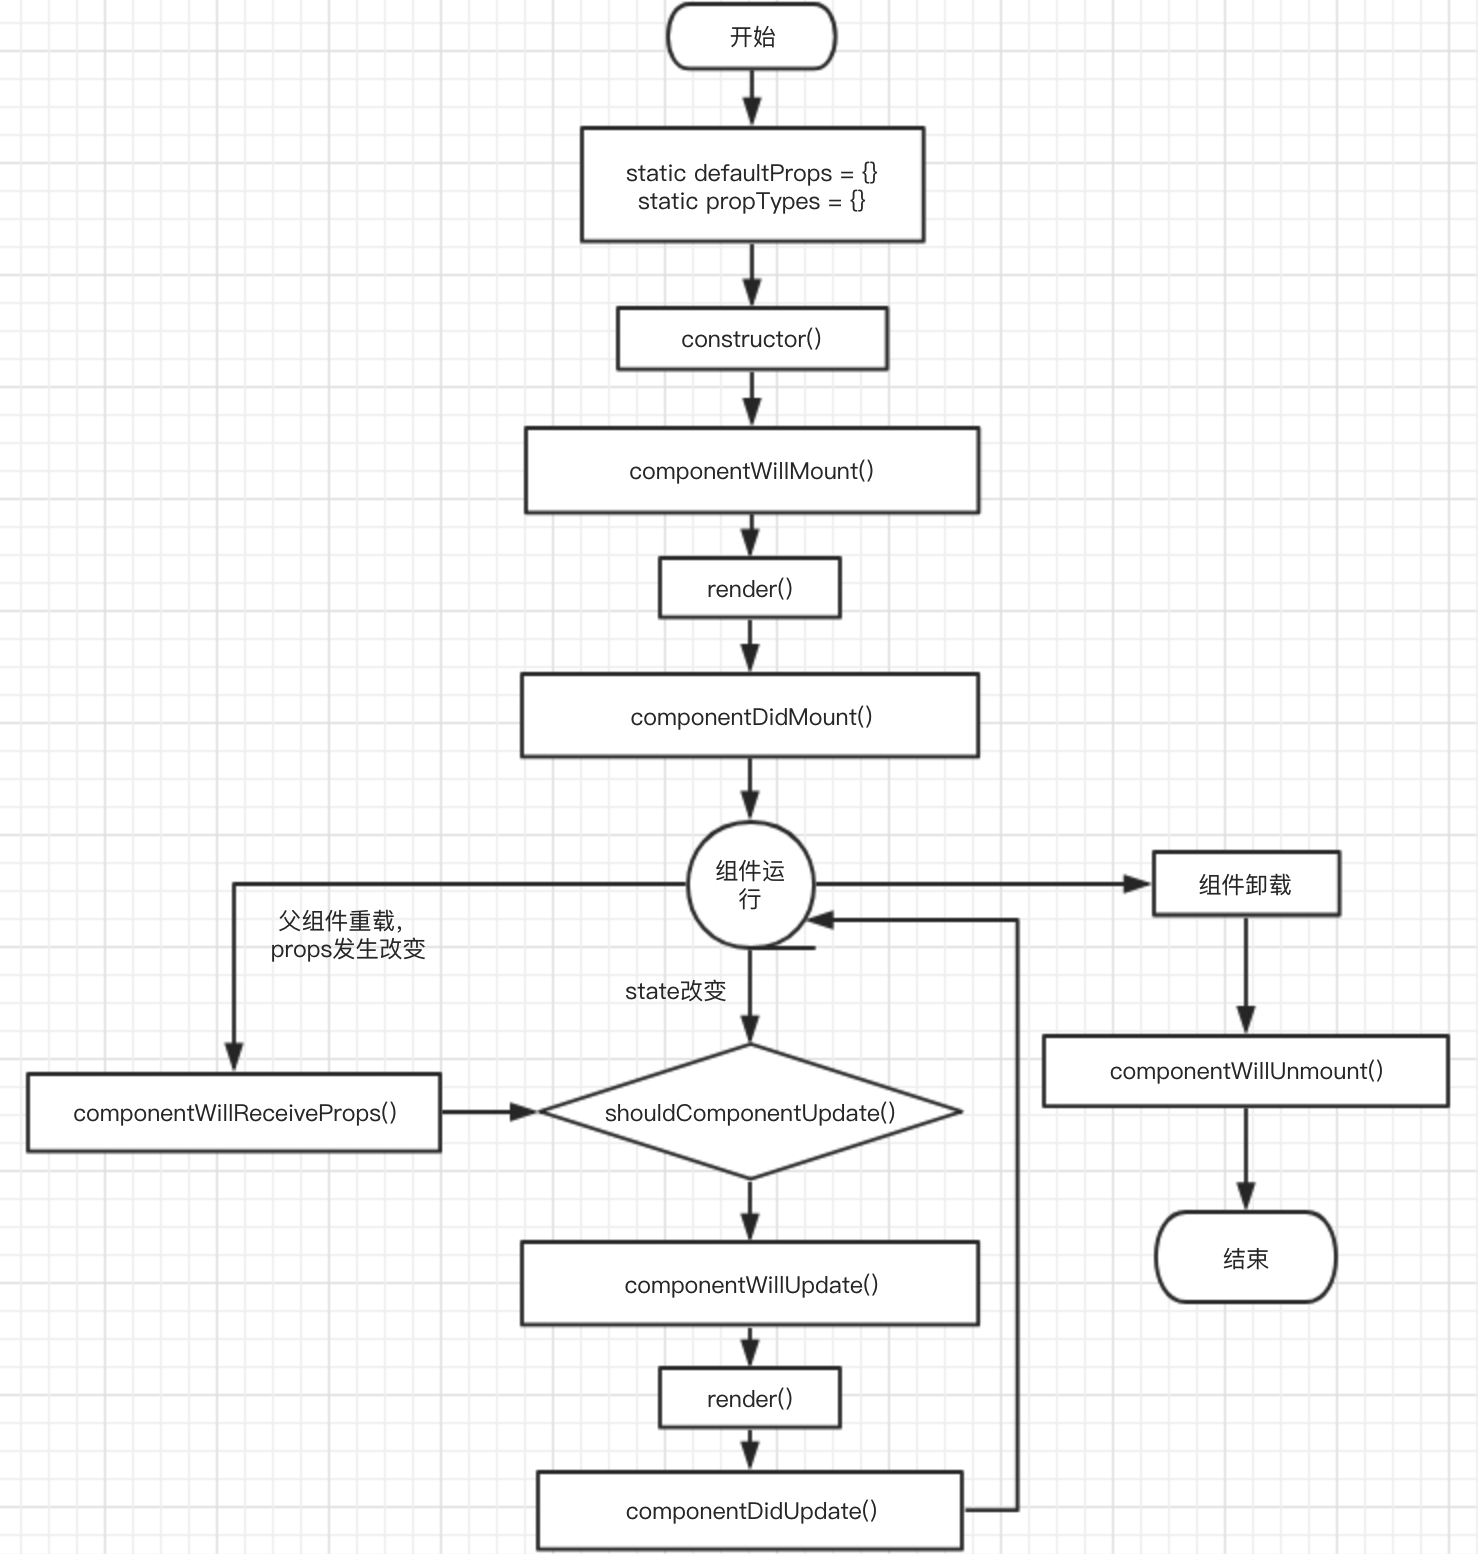 开始
static defaultProps = {}
static propTypes = {}
constructor()
componentWillMount()
render()
componentDidMount()
组件运
行
组件卸载
父组件重载，
props发生改变
state改变
componentWillUnmount()
componentWillReceiveProps()
shouldComponentUpdate()
componentWillUpdate()
结束
render()
componentDidUpdate()